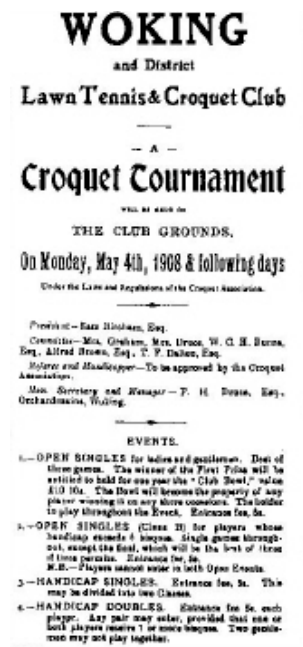 WOKING
and District
Lawn Tennis & Croquet Club
– A –
Croquet Tournament
WILL BE HELD ON
THE CLUB GROUNDS,
On Monday, May 4th, 1908 & following days
Under the Laws and Regulations of the Croquet Association.
President— Esq.
Committee—Mrs. Graham, Mrs. Druce, W. C. H. Burne,
Esq., Alfred Brown, Esq., T. F. Esq.
Referee and Handicapper—To be approved by the Croquet
Association.
Hon. Secretary and Manager— F. H. Esq.,
Woking.
EVENTS.
1.—OPEN SINGLES for ladies and gentlemen. Best of
three games. The winner of the First Prize will be
entitled to hold for one year the "Club Bowl," value
£10 10s. The Bowl will become the property of any
player winning it on any three occasions. The holder
to play throughout the Event. Entrance fee, 5s.
2.—OPEN SINGLES (Class B) for players whose
handicap exceeds bisques. Single games through-
out, except the final, which will be the best of three
if time permits. Entrance fee, 5s.
N.B.—Players cannot enter in both Open Events.
3.—HANDICAP SINGLES. Entrance fee, 5s. This
may be divided into two Classes.
4.—HANDICAP DOUBLES. Entrance fee 5s. each
player. Any pair may enter, provided that one or
both players receive 1 or more bisques. Two gentle-
men may not play together.